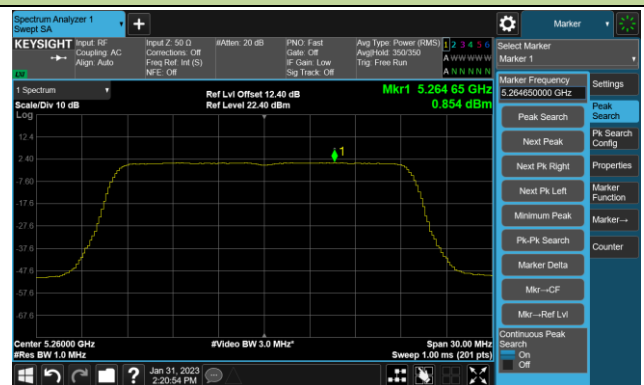 Spectrum Analyzer 1
Swept SA
Marker
KEYSIGHT
Input: RF
Coupling: AC
Align: Auto
Input Z: 50 Ω
Corrections: Off
Freq Ref: Int (S)
NFE: Off
#Atten: 20 dB
PNO: Fast
Gate: Off
IF Gain: Low
Sig Track: Off
Avg Type: Power (RMS)
Avg|Hold: 350/350
Trig: Free Run
1 2 3 4 5 6
A W W W W W
A N N N N N
Select Marker
Marker 1
1 Spectrum
Scale/Div 10 dB
Log
Ref Lvl Offset 12.40 dB
Ref Level 22.40 dBm
Mkr1 5.264 65 GHz
0.854 dBm
12.4
2.40
-7.60
-17.6
-27.6
-37.6
-47.6
-57.6
-67.6
1
Center 5.26000 GHz
#Res BW 1.0 MHz
#Video BW 3.0 MHz*
Span 30.00 MHz
Sweep 1.00 ms (201 pts)
Marker Frequency
5.264650000 GHz
Peak Search
Next Peak
Next Pk Right
Next Pk Left
Minimum Peak
Pk-Pk Search
Marker Delta
Mkr→CF
Mkr→Ref Lvl
Continuous Peak
Search
On
Off
Settings
Peak
Search
Pk Search
Config
Properties
Marker
Function
Marker→
Counter
Jan 31, 2023
2:20:54 PM